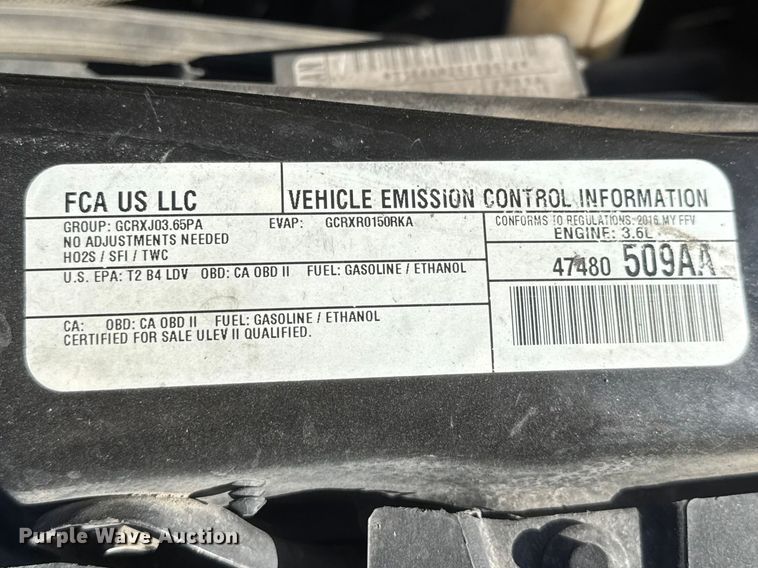 FCA US LLC
VEHICLE EMISSION CONTROL INFORMATION
GROUP: GCRXJ03.65PA EVAP: GCRXR0150RKA
NO ADJUSTMENTS NEEDED
HO2S / SFI / TWC
CONFORMS TO REGULATIONS: 2016 MY FFV
ENGINE: 3.6L
U.S. EPA: T2 B4 LDV OBD: CA OBD II FUEL: GASOLINE / ETHANOL
47480 509AA
CA: OBD: CA OBD II FUEL: GASOLINE / ETHANOL
CERTIFIED FOR SALE ULEV II QUALIFIED.
Purple Wave Auction